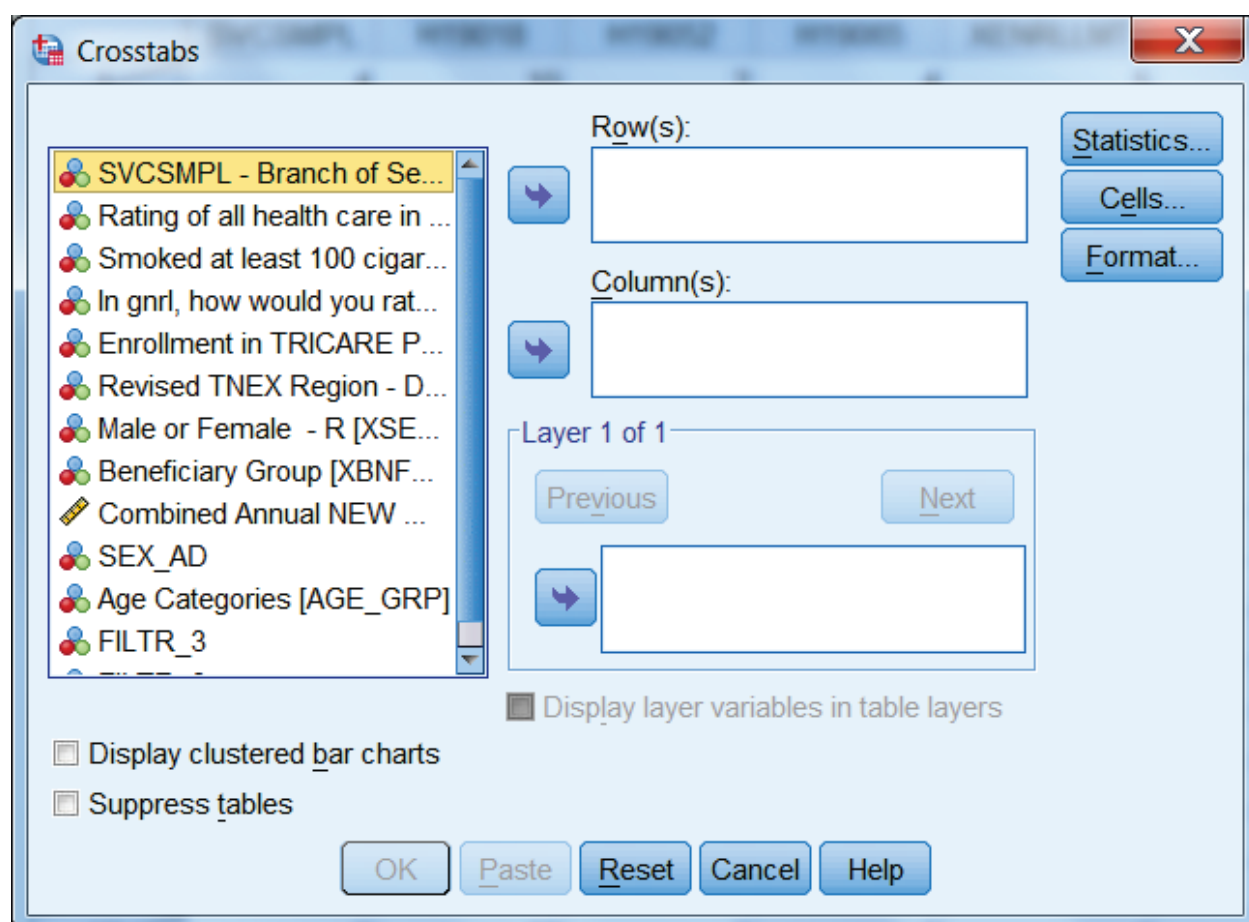 Crosstabs
SVCSMPL - Branch of Se...
Rating of all health care in ...
Smoked at least 100 cigar...
In gnrl, how would you rat...
Enrollment in TRICARE P...
Revised TNEX Region - D...
Male or Female - R [XSE...
Beneficiary Group [XBNF...
Combined Annual NEW ...
SEX_AD
Age Categories [AGE_GRP]
FILTR_3
Row(s):
Column(s):
Layer 1 of 1
Previous
Next
Display layer variables in table layers
Statistics...
Cells...
Format...
Display clustered bar charts
Suppress tables
OK
Paste
Reset
Cancel
Help